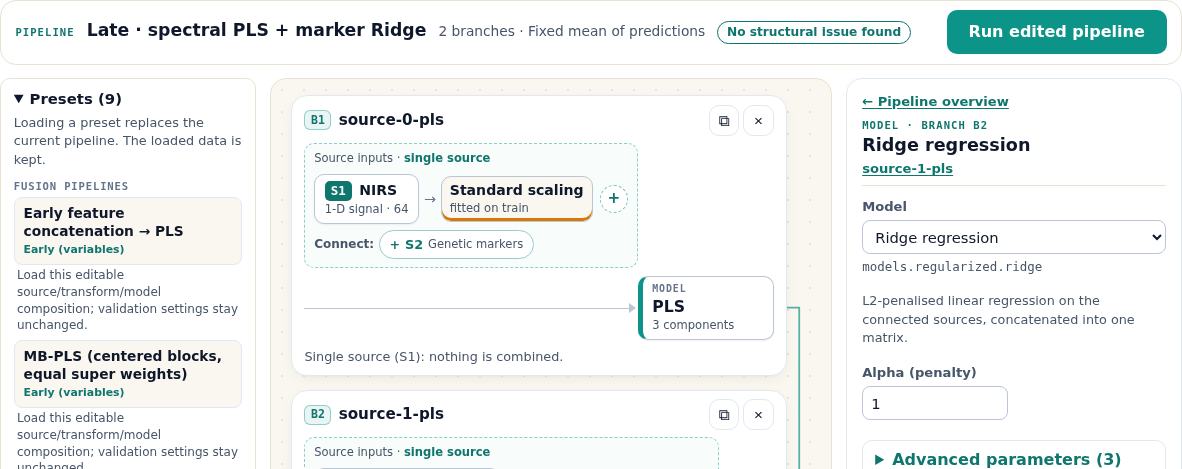 PIPELINE Late · spectral PLS + marker Ridge 2 branches · Fixed mean of predictions No structural issue found Run edited pipeline
▼ Presets (9)
Loading a preset replaces the
current pipeline. The loaded data is
kept.
FUSION PIPELINES
Early feature
concatenation → PLS
Early (variables)
Load this editable
source/transform/model
composition; validation settings stay
unchanged.
MB-PLS (centered blocks,
equal super weights)
Early (variables)
Load this editable
source/transform/model
composition; validation settings stay
unchanged.
B1 source-0-pls
Source inputs · single source
S1 NIRS
1-D signal · 64
→
Standard scaling
fitted on train
+
Connect: + S2 Genetic markers
MODEL
PLS
3 components
Single source (S1): nothing is combined.
B2 source-1-pls
Source inputs · single source
← Pipeline overview
MODEL · BRANCH B2
Ridge regression
source-1-pls
Model
Ridge regression
models.regularized.ridge
L2-penalised linear regression on the
connected sources, concatenated into one
matrix.
Alpha (penalty)
1
▶ Advanced parameters (3)